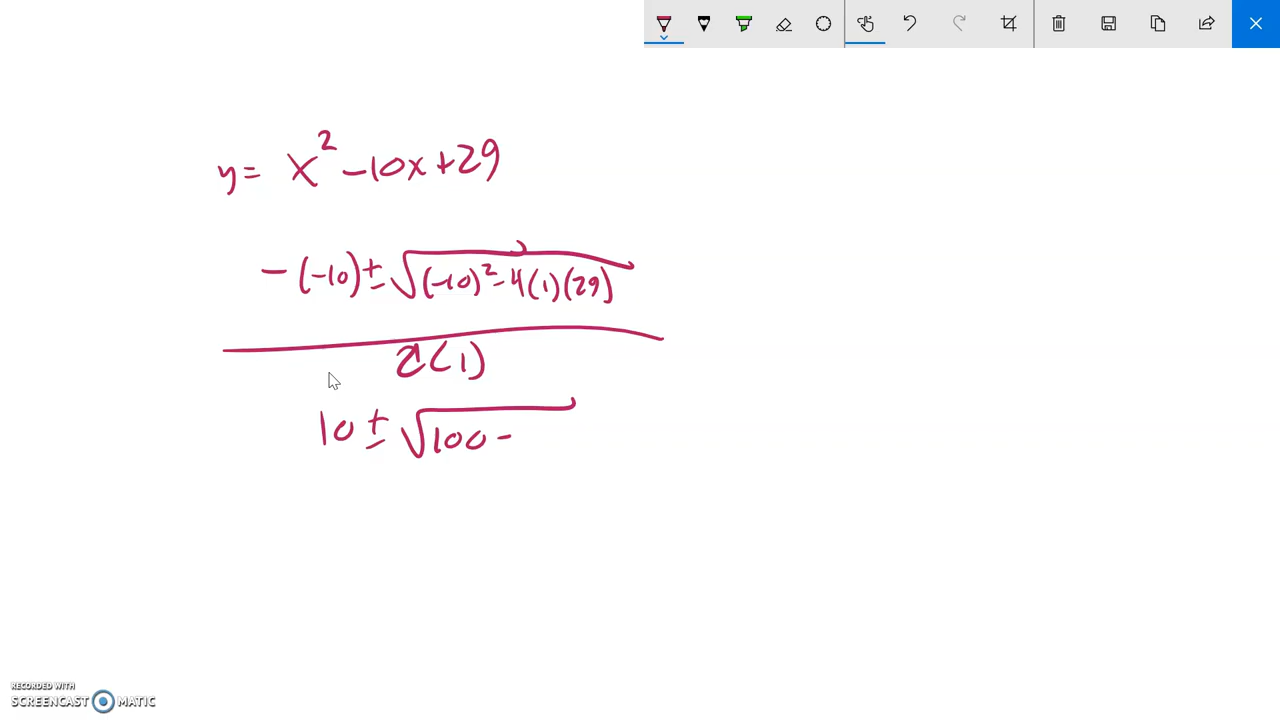 y = x² - 10x + 29
-(-10) ± √(-10)² - 4(1)(29)
2(1)
10 ± √100 -
RECORDED WITH
SCREENCAST MATIC